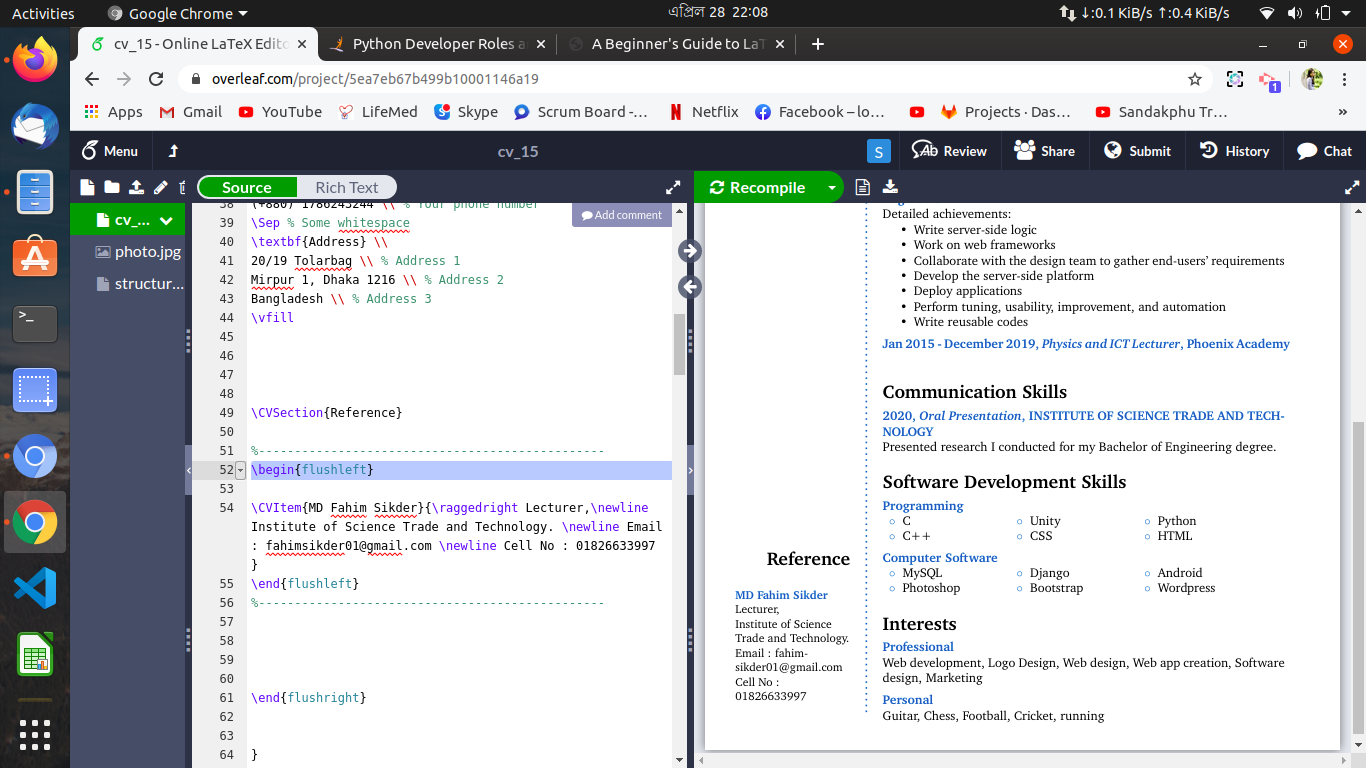 Activities
Google Chrome
এপ্রিল 28 22:08
↓:0.1 KiB/s ↑:0.4 KiB/s
cv_15 - Online LaTeX Edito
Python Developer Roles a
A Beginner's Guide to LaT
overleaf.com/project/5ea7eb67b499b10001146a19
1
Apps
Gmail
YouTube
LifeMed
Skype
Scrum Board -...
Netflix
Facebook – lo...
Projects · Das...
Sandakphu Tr...
»
Menu
cv_15
S
Review
Share
Submit
History
Chat
Source
Rich Text
Recompile
cv_...
photo.jpg
structur...
Add comment
38 (+880) 1786243244 \\ % Your phone number
39 \Sep % Some whitespace
40 \textbf{Address} \\
41 20/19 Tolarbag \\ % Address 1
42 Mirpur 1, Dhaka 1216 \\ % Address 2
43 Bangladesh \\ % Address 3
44 \vfill
45
46
47
48
49 \CVSection{Reference}
50
51 %------------------------------------------------
52 \begin{flushleft}
53
54 \CVItem{MD Fahim Sikder}{\raggedright Lecturer,\newline
Institute of Science Trade and Technology. \newline Email
: fahimsikder01@gmail.com \newline Cell No : 01826633997
}
55 \end{flushleft}
56 %------------------------------------------------
57
58
59
60
61 \end{flushright}
62
63
64 }
Detailed achievements:
• Write server-side logic
• Work on web frameworks
• Collaborate with the design team to gather end-users’ requirements
• Develop the server-side platform
• Deploy applications
• Perform tuning, usability, improvement, and automation
• Write reusable codes
Jan 2015 - December 2019, Physics and ICT Lecturer, Phoenix Academy
Communication Skills
2020, Oral Presentation, INSTITUTE OF SCIENCE TRADE AND TECH-
NOLOGY
Presented research I conducted for my Bachelor of Engineering degree.
Software Development Skills
Programming
C
Unity
Python
C++
CSS
HTML
Computer Software
MySQL
Django
Android
Photoshop
Bootstrap
Wordpress
Interests
Professional
Web development, Logo Design, Web design, Web app creation, Software
design, Marketing
Personal
Guitar, Chess, Football, Cricket, running
Reference
MD Fahim Sikder
Lecturer,
Institute of Science
Trade and Technology.
Email : fahim-
sikder01@gmail.com
Cell No :
01826633997